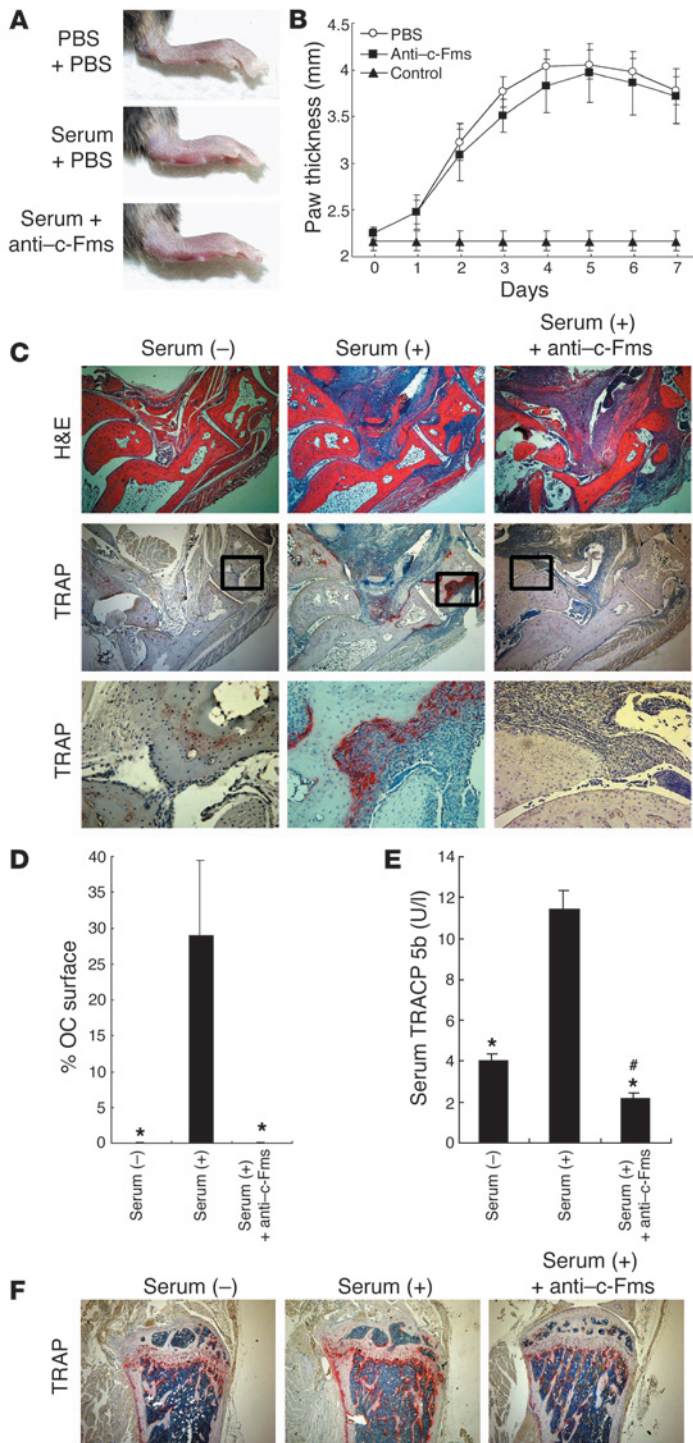 A
PBS
+ PBS
Serum
+ PBS
Serum +
anti–c-Fms
B
PBS
Anti–c-Fms
Control
Paw thickness (mm)
4.5
4
3.5
3
2.5
2
0 1 2 3 4 5 6 7
Days
C
Serum (–)
Serum (+)
Serum (+)
+ anti–c-Fms
H&E
TRAP
TRAP
D
% OC surface
40
35
30
25
20
15
10
5
0
*
*
Serum (–)
Serum (+)
Serum (+)
+ anti–c-Fms
E
Serum TRACP 5b (U/l)
14
12
10
8
6
4
2
0
*
#
*
Serum (–)
Serum (+)
Serum (+)
+ anti–c-Fms
F
Serum (–)
Serum (+)
Serum (+)
+ anti–c-Fms
TRAP